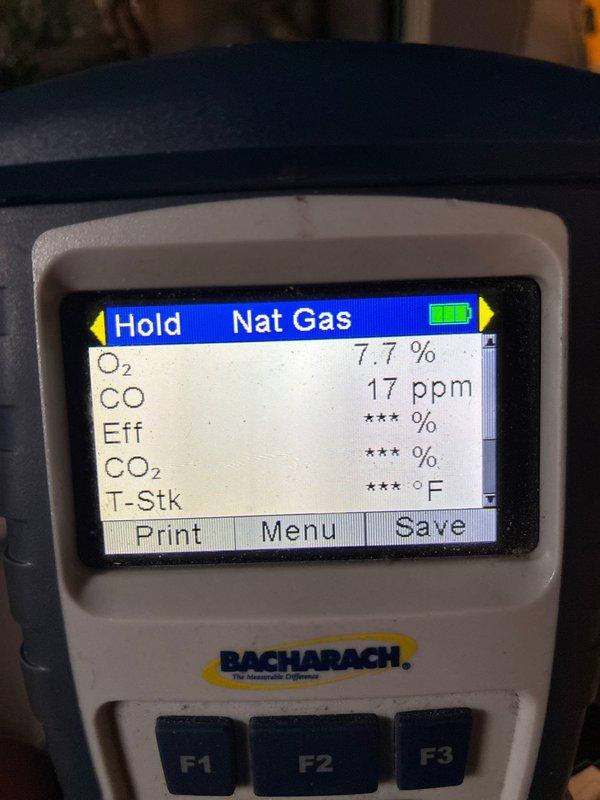 Hold Nat Gas
O₂ 7.7 %
CO 17 ppm
Eff *** %
CO₂ *** %
T-Stk *** °F
Print Menu Save
BACHARACH®
The Measurable Difference
F1 F2 F3